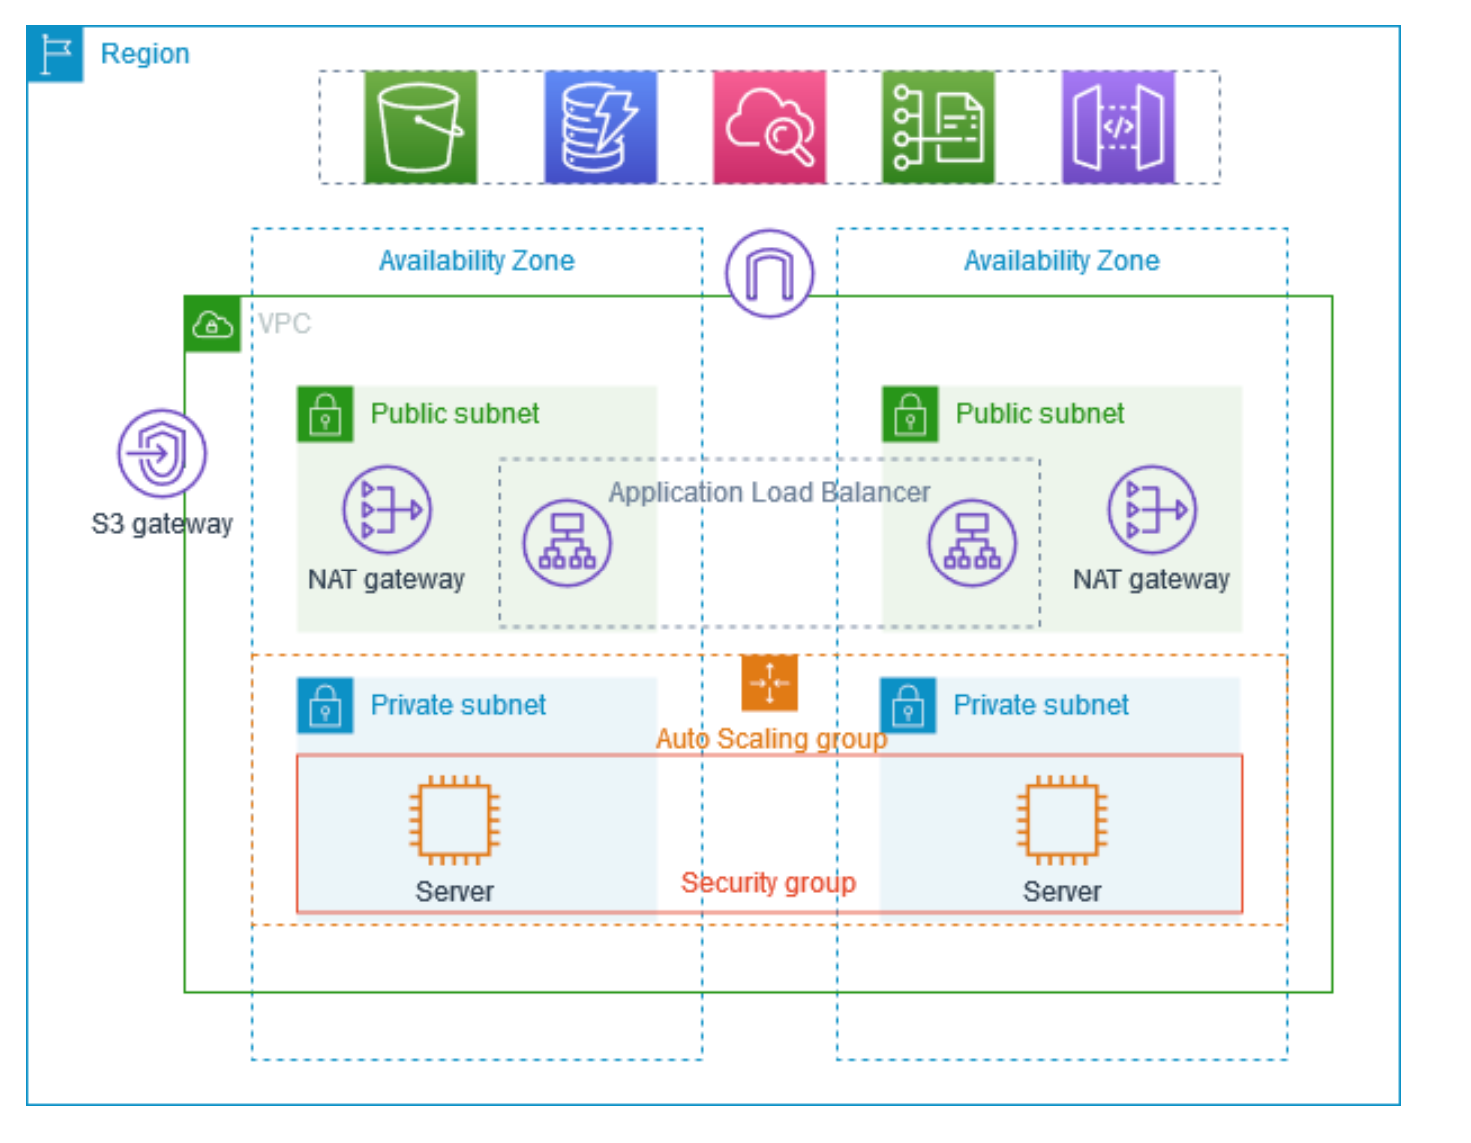 Region
</>
Availability Zone
Availability Zone
VPC
Public subnet
Public subnet
Application Load Balancer
S3 gateway
NAT gateway
NAT gateway
Private subnet
Private subnet
Auto Scaling group
Security group
Server
Server